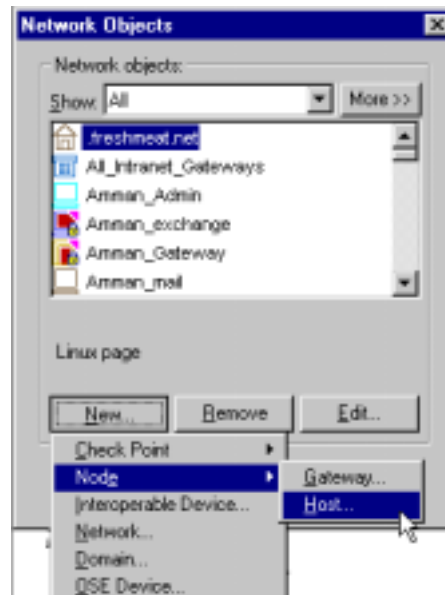 Network Objects
Network objects:
Show: All More >>
.freshmeat.net
All_Intranet_Gateways
Amman_Admin
Amman_exchange
Amman_Gateway
Amman_mail
Linux page
New... Remove Edit...
Check Point
Node Gateway...
Interoperable Device... Host...
Network...
Domain...
OSE Device...